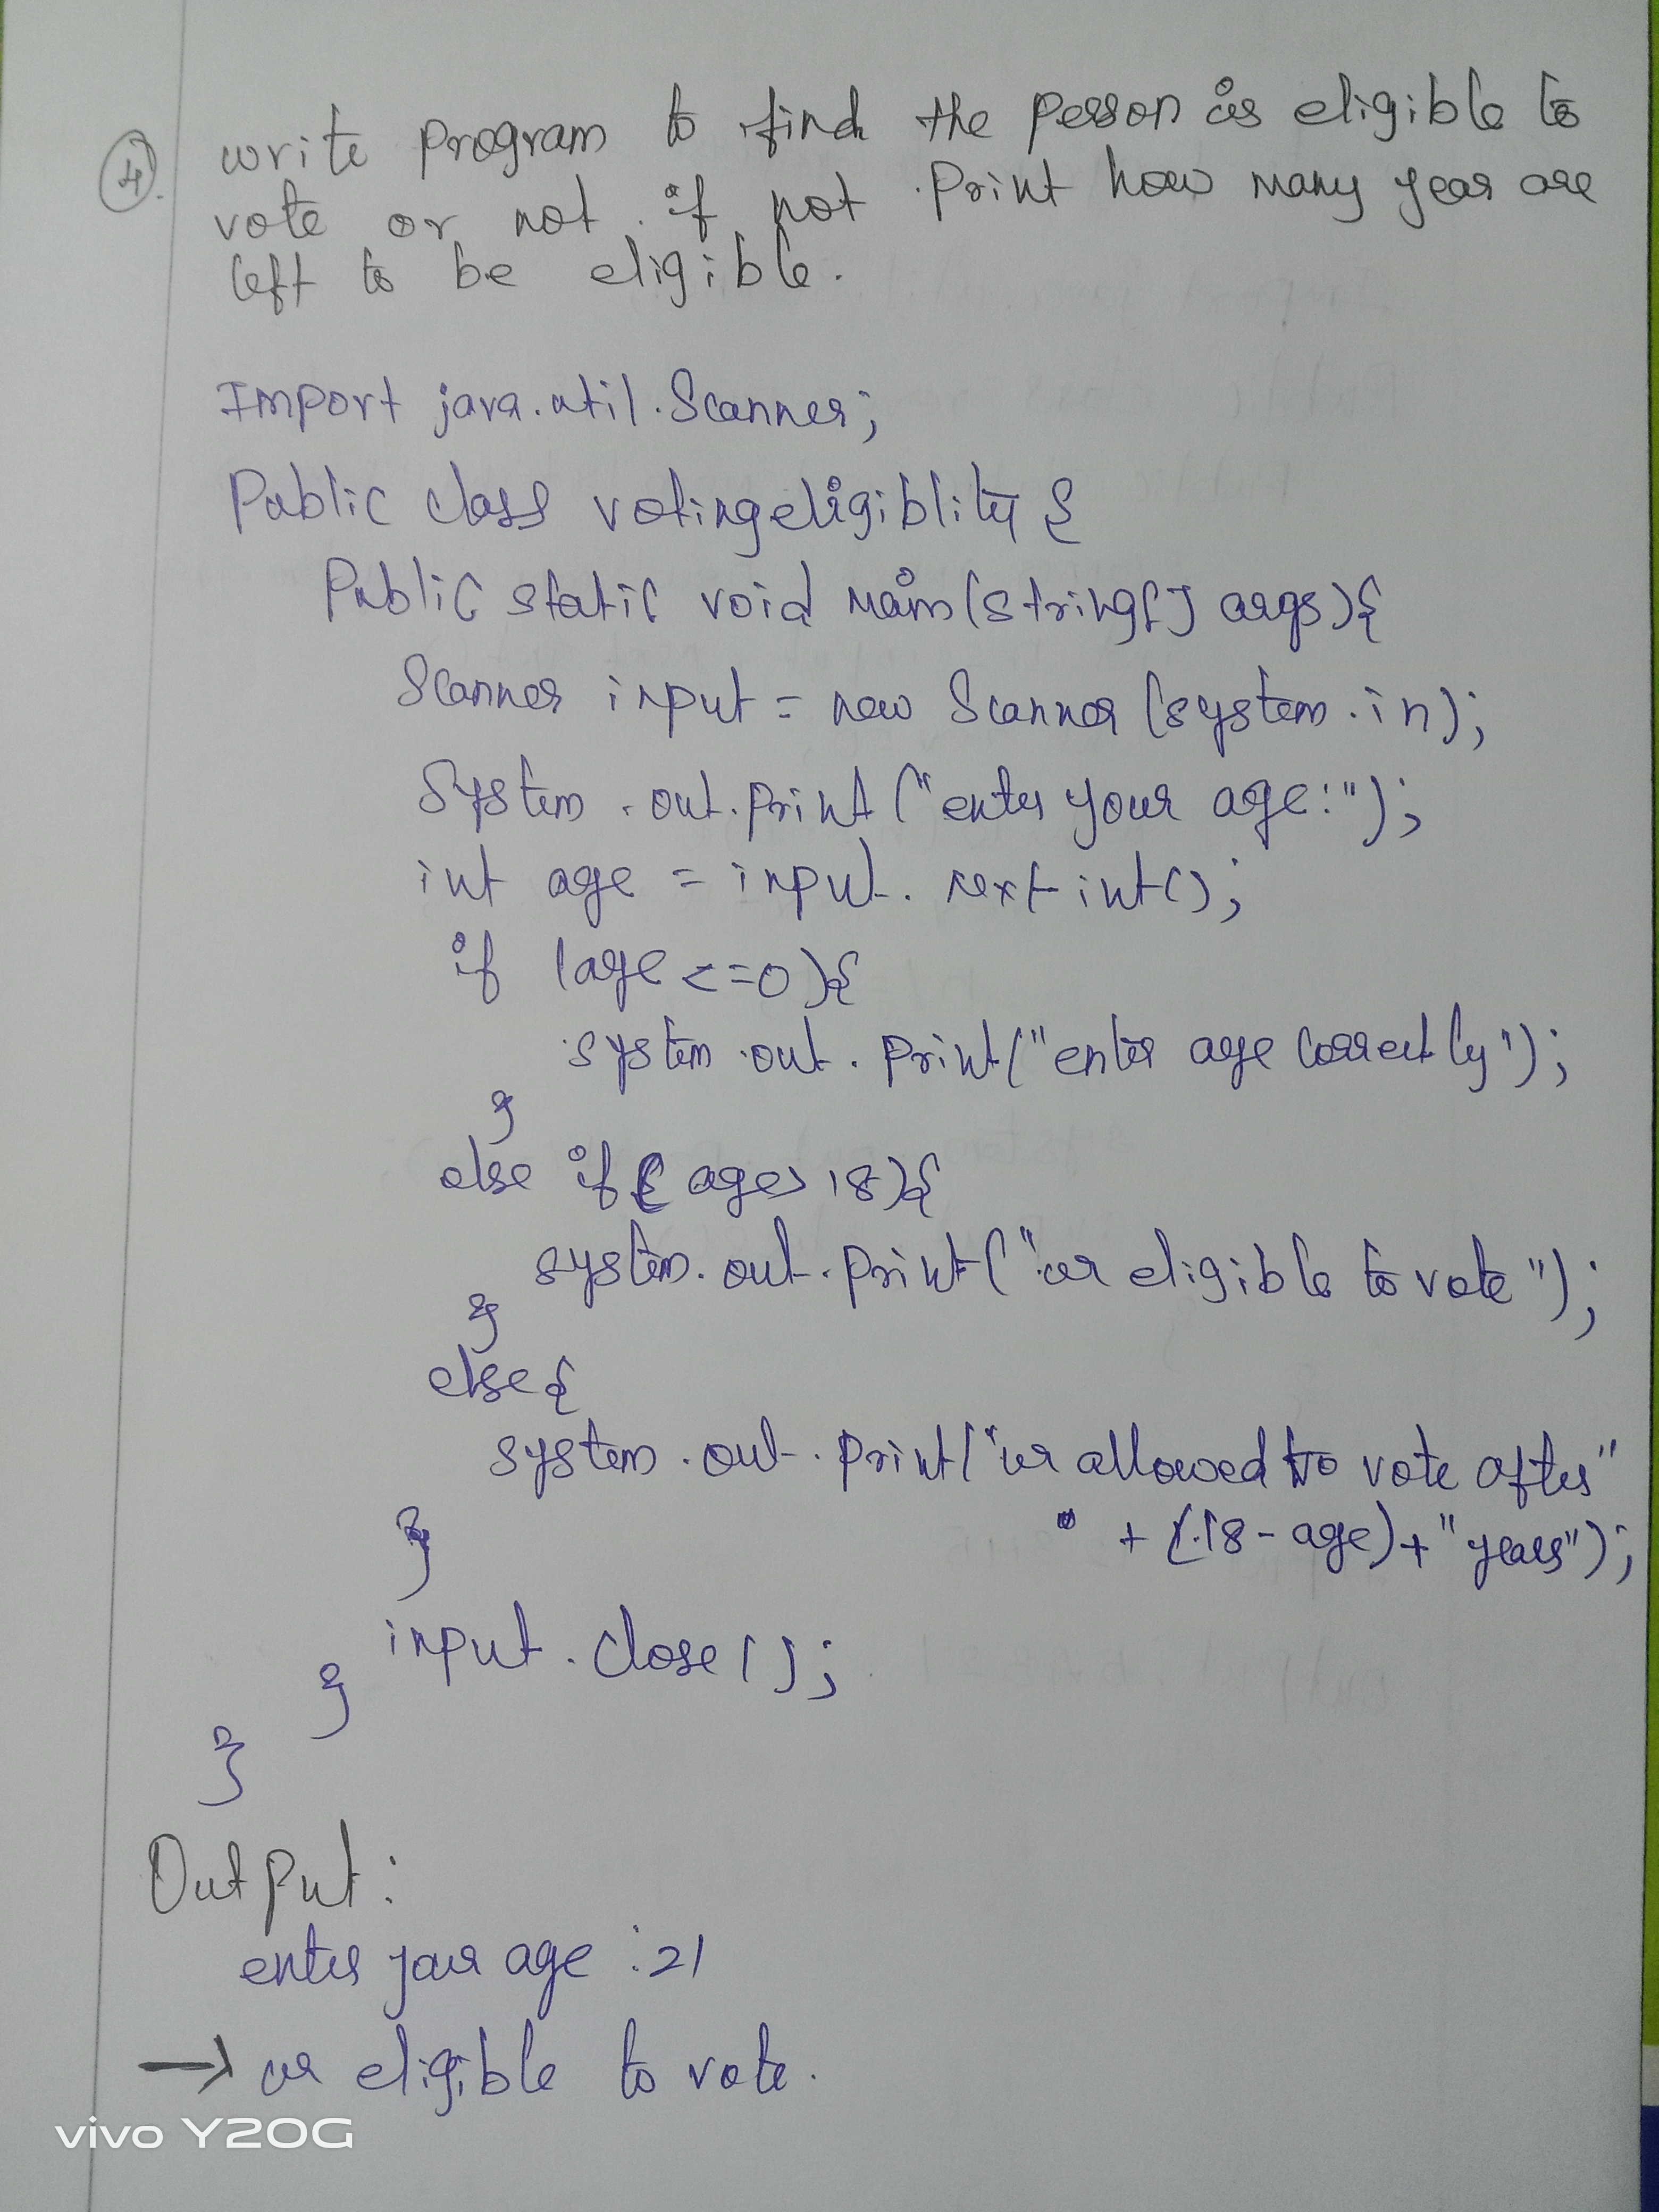 4.
write program to find the person is eligible to
vote or not. if not print how many year are
left to be eligible.
Import java.util.Scanner;
Public class votingeligiblity {
Public static void main(string[] args){
Scanner input = new Scanner (system.in);
System.out.print("enter your age:");
int age = input.next int();
if (age <=0){
system.out.print("enter age correctly");
}
else if( age> 18){
system.out.print("ur eligible to vote");
}
else{
system.out.print("ur allowed to vote after"
+ (18-age)+"years");
}
input.close();
}
}
Output:
enter your age :21
→ ur eligible to vote.
vivo Y20G